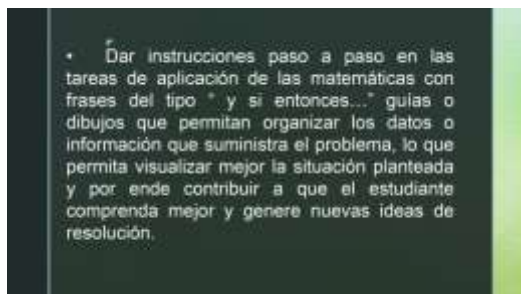 • Dar instrucciones paso a paso en las
tareas de aplicación de las matemáticas con
frases del tipo " y si entonces..." guías o
dibujos que permitan organizar los datos o
información que suministra el problema, lo que
permita visualizar mejor la situación planteada
y por ende contribuir a que el estudiante
comprenda mejor y genere nuevas ideas de
resolución.